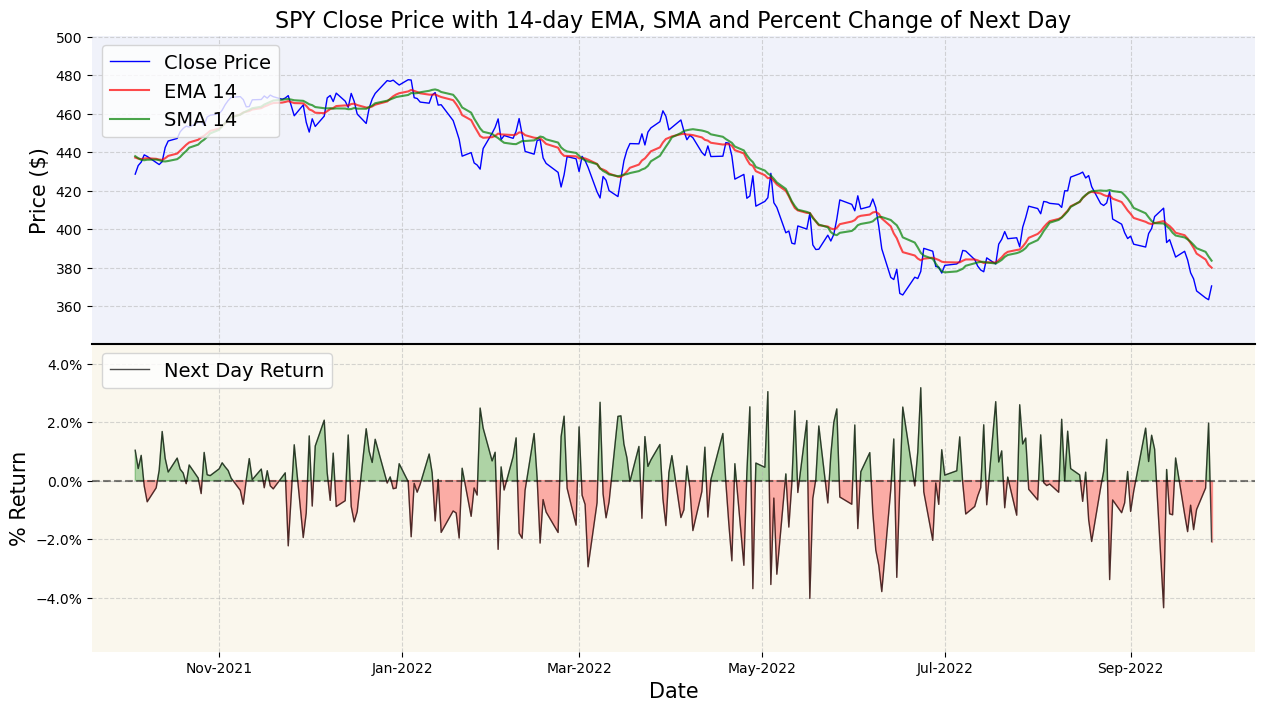 SPY Close Price with 14-day EMA, SMA and Percent Change of Next Day
Price ($)
500
480
460
440
420
400
380
360
Close Price
EMA 14
SMA 14
% Return
4.0%
2.0%
0.0%
−2.0%
−4.0%
Next Day Return
Nov-2021
Jan-2022
Mar-2022
May-2022
Jul-2022
Sep-2022
Date